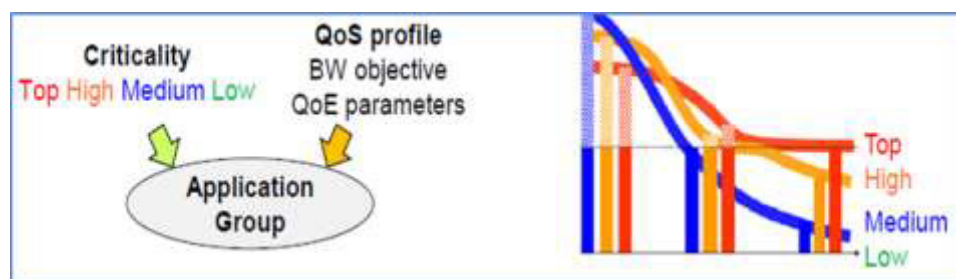 Criticality
Top High Medium Low
QoS profile
BW objective
QoE parameters
Application
Group
Top
High
Medium
Low